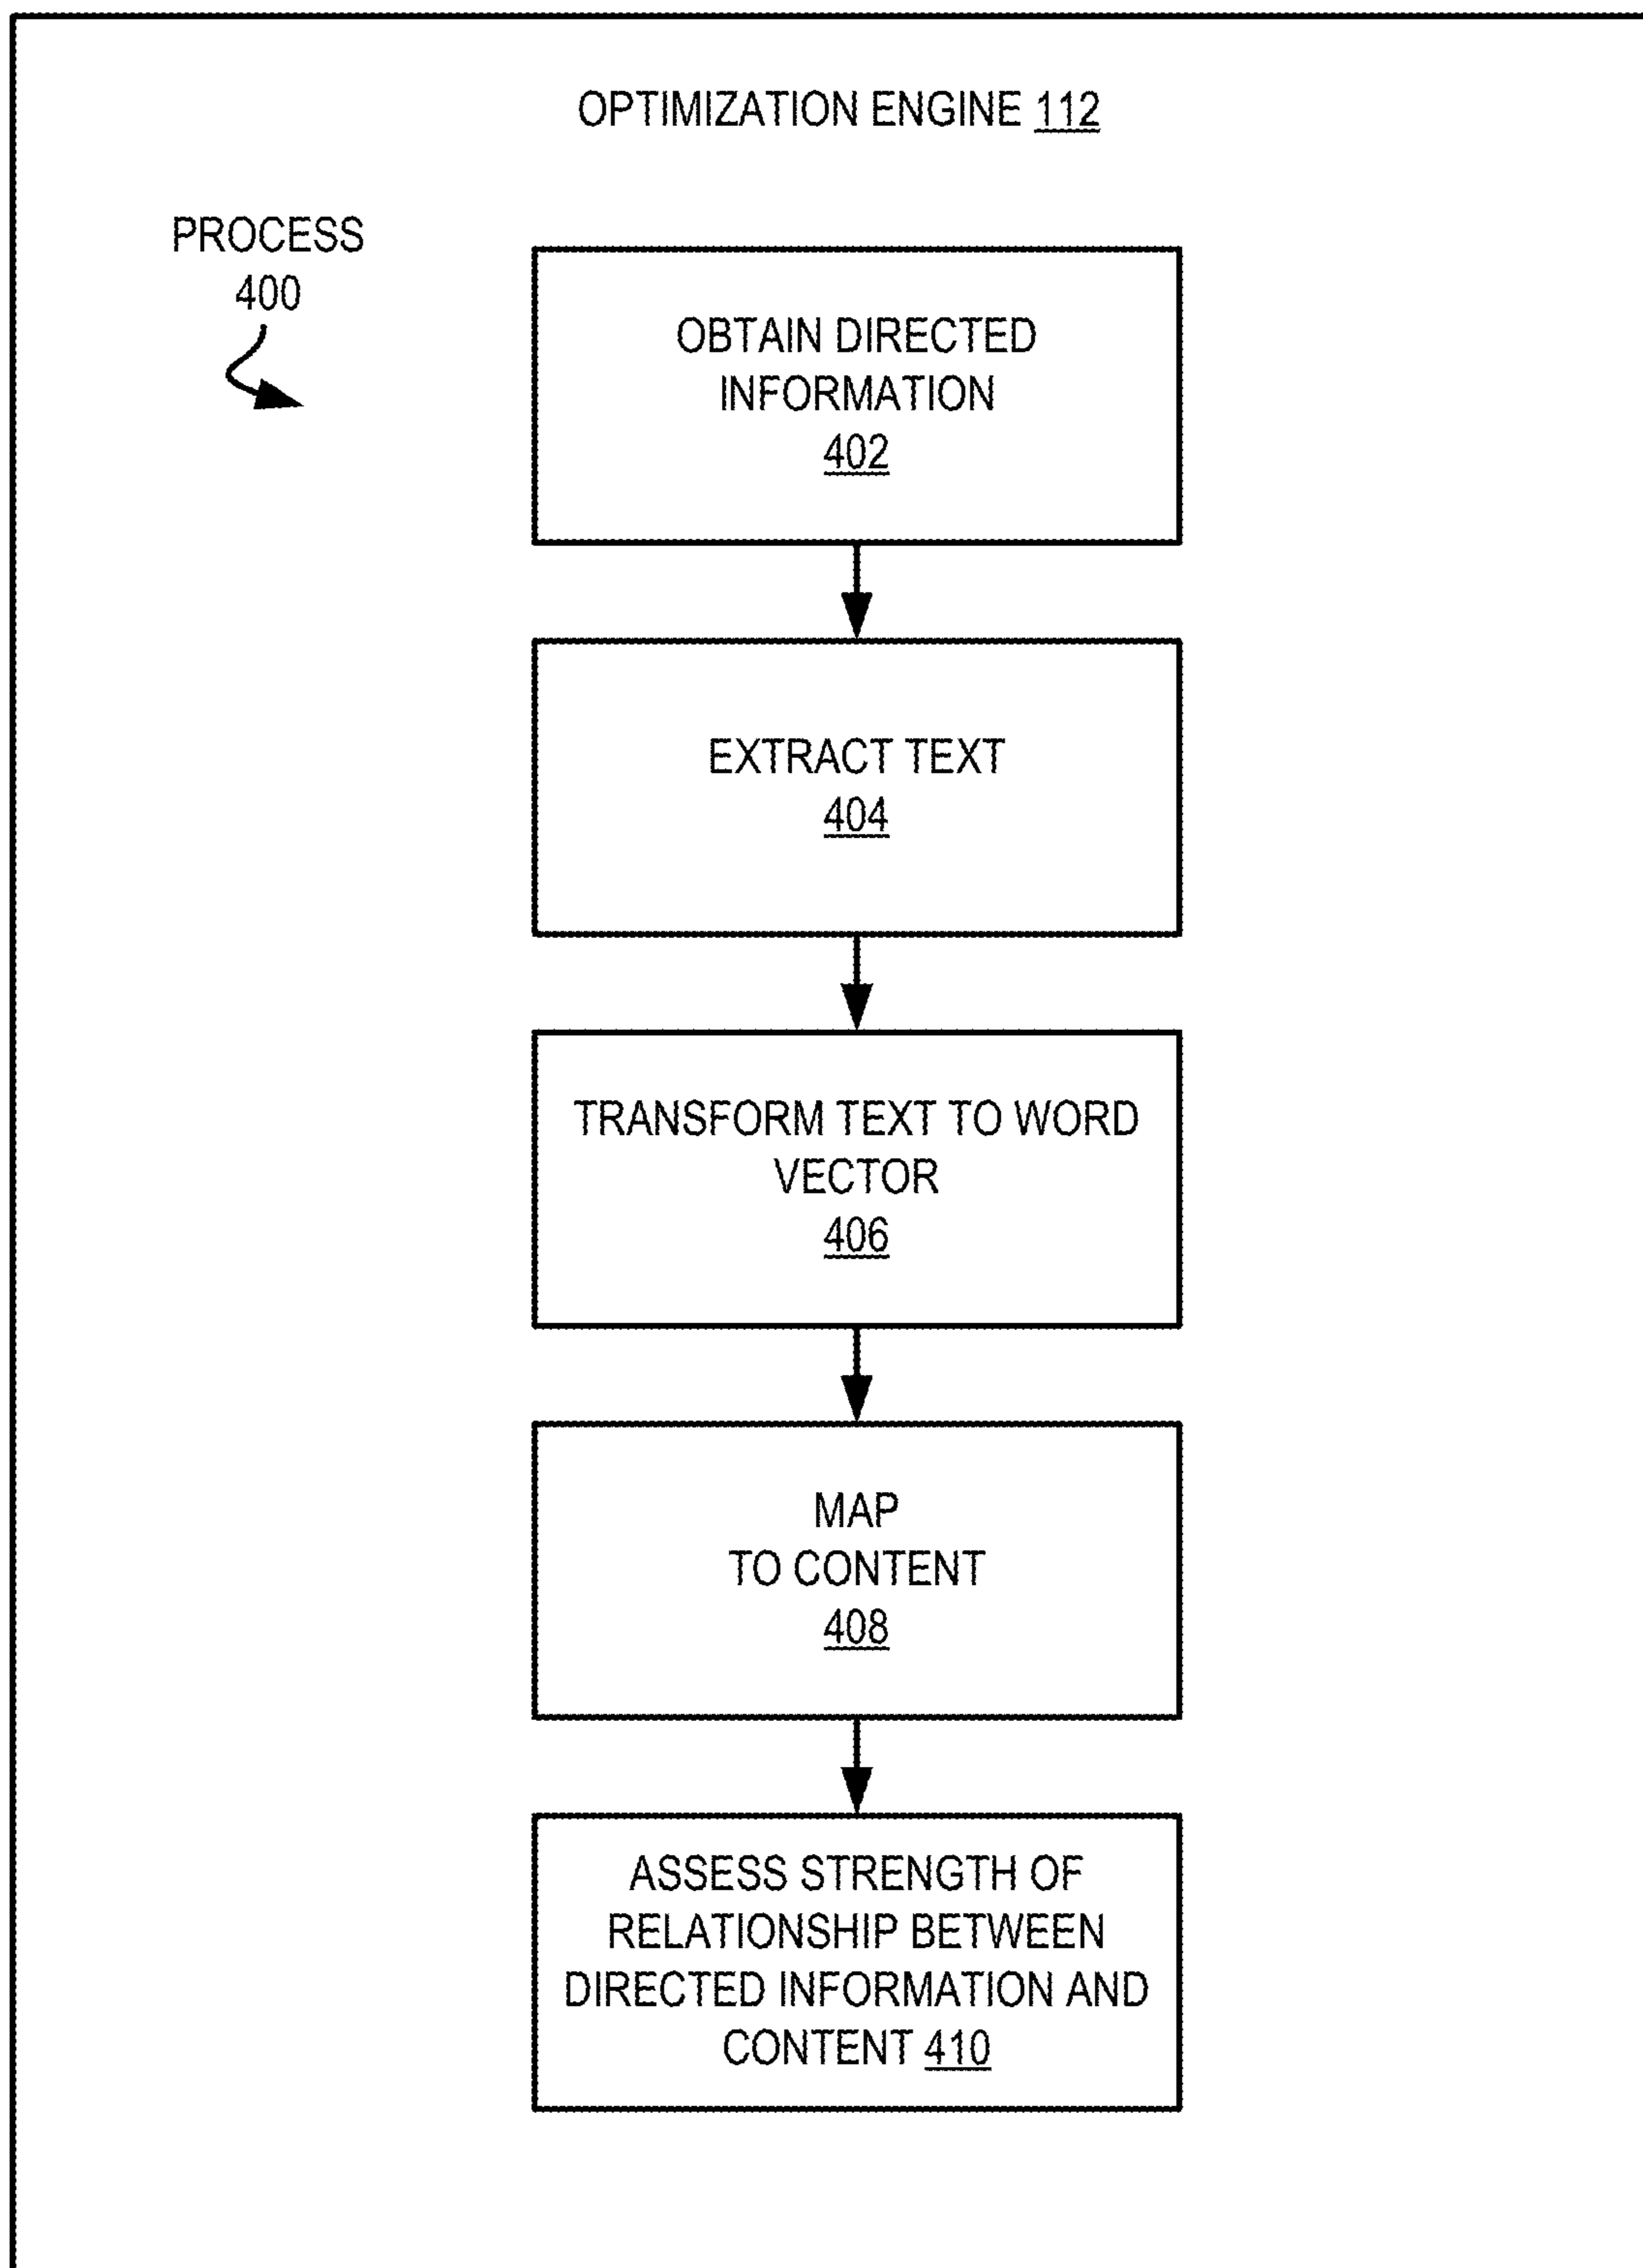 OPTIMIZATION ENGINE 112
PROCESS
400
OBTAIN DIRECTED
INFORMATION
402
EXTRACT TEXT
404
TRANSFORM TEXT TO WORD
VECTOR
406
MAP
TO CONTENT
408
ASSESS STRENGTH OF
RELATIONSHIP BETWEEN
DIRECTED INFORMATION AND
CONTENT 410